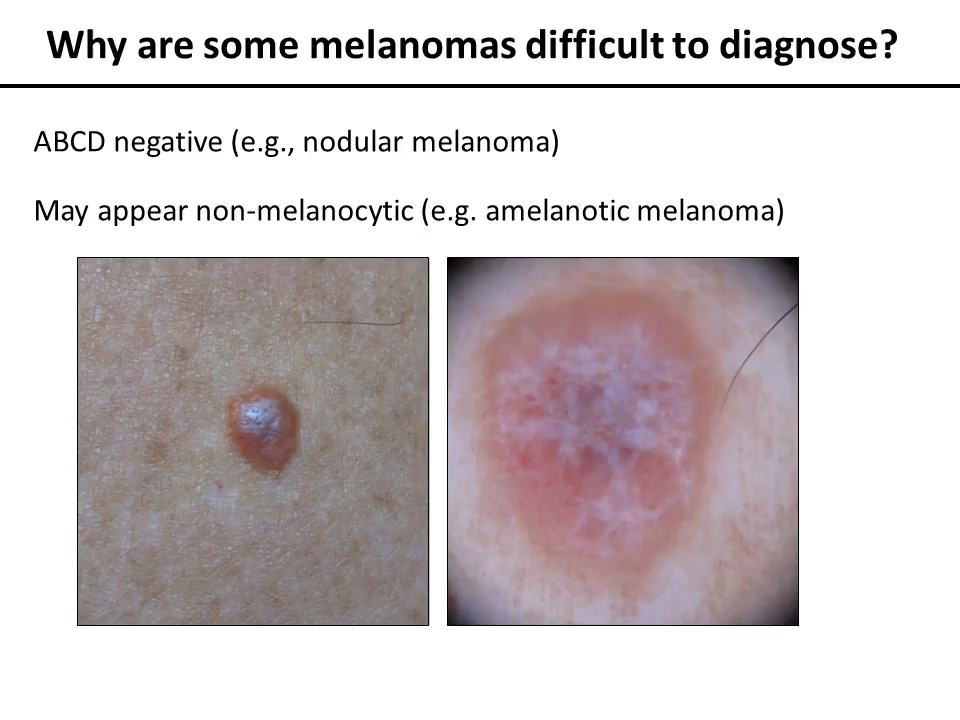 Why are some melanomas difficult to diagnose?
ABCD negative (e.g., nodular melanoma)
May appear non-melanocytic (e.g. amelanotic melanoma)